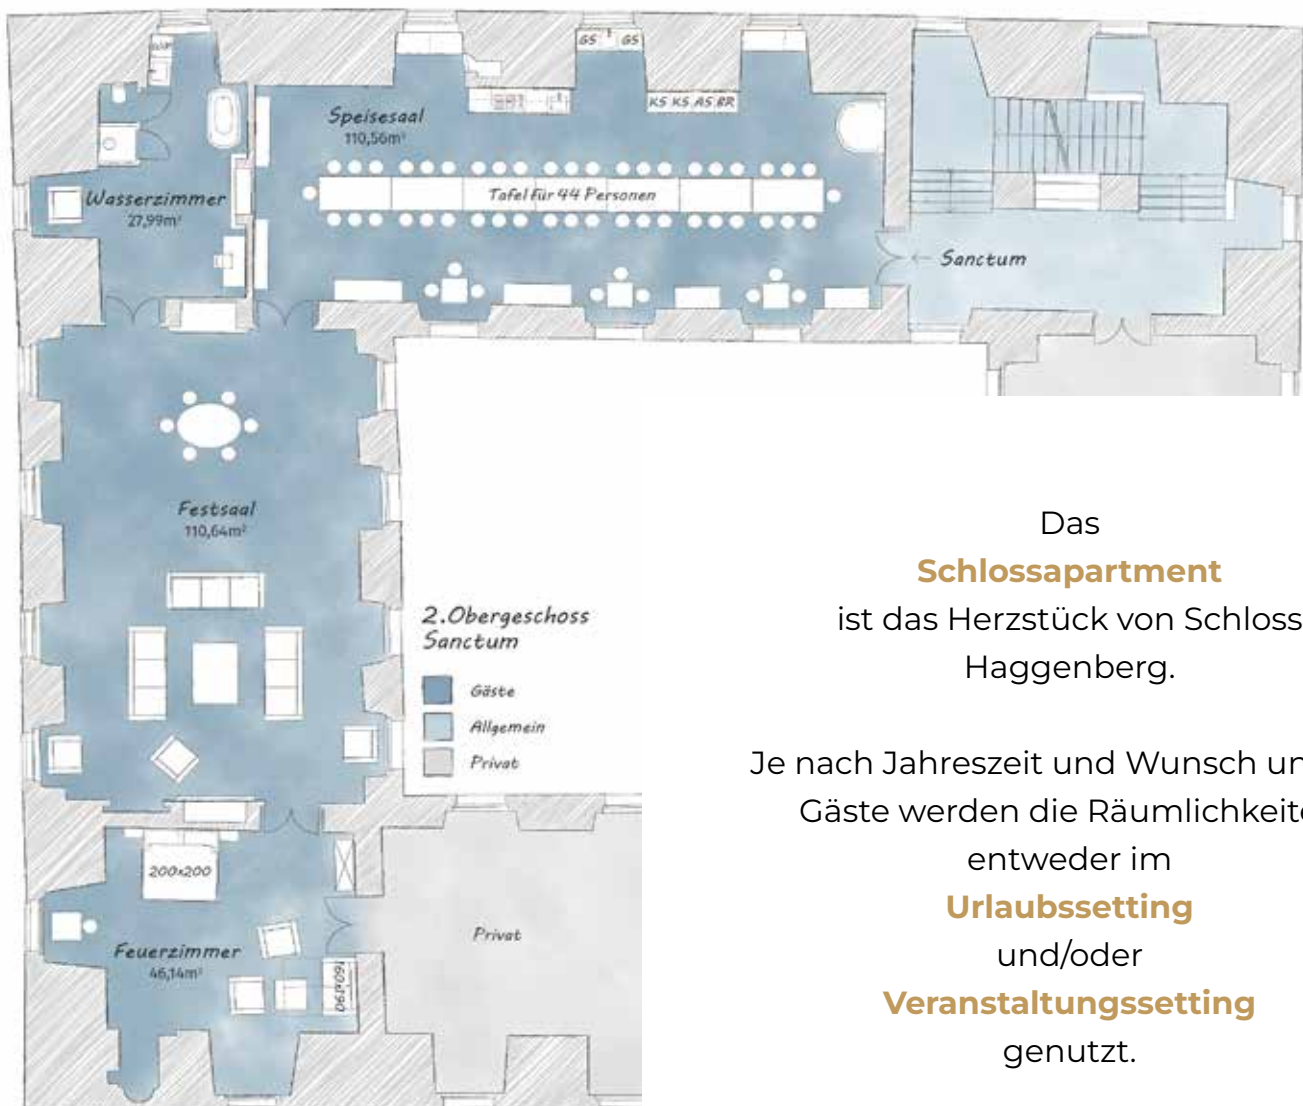 GS GS
KS KS AS BR
Speisesaal
110,56m²
Tafel für 44 Personen
Wasserzimmer
27,99m²
← Sanctum
Festsaal
110,64m²
2.Obergeschoss
Sanctum
Gäste
Allgemein
Privat
200x200
Feuerzimmer
46,14m²
160x190
Privat
Das
Schlossapartment
ist das Herzstück von Schloss
Haggenberg.
Je nach Jahreszeit und Wunsch
Gäste werden die
entweder im
Urlaubssetting
und/oder
Veranstaltungssetting
genutzt.